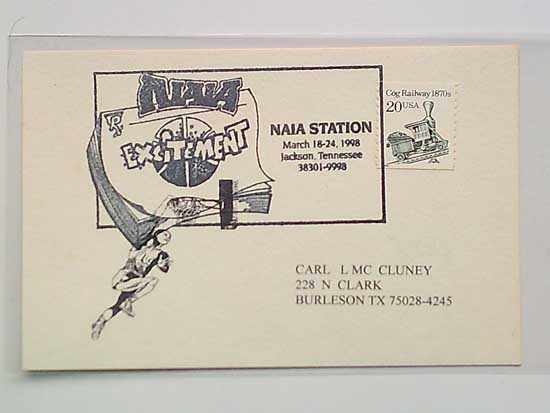 NAIA
EXCITEMENT
NAIA STATION
March 18-24, 1998
Jackson, Tennessee
38301-9998
Cog Railway 1870s
20 USA
CARL L MC CLUNEY
228 N CLARK
BURLESON TX 75028-4245